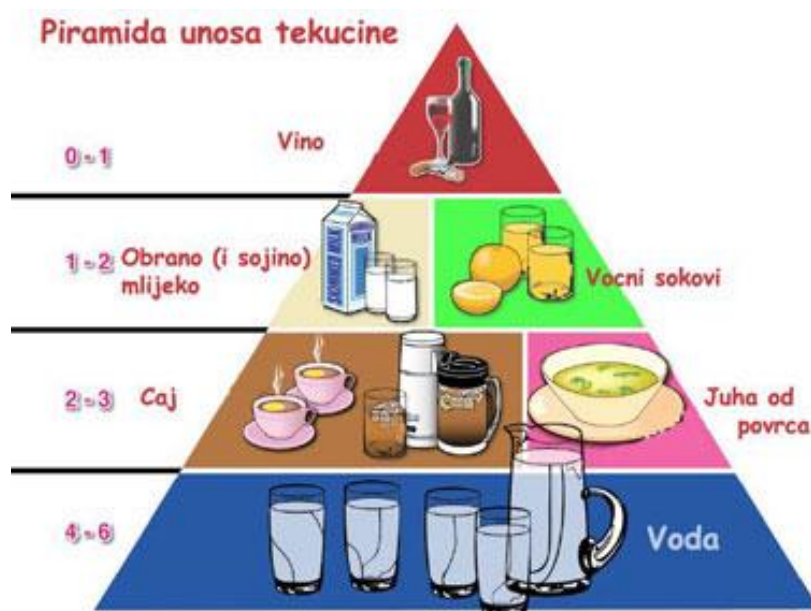 Piramida unosa tekucine
0-1
Vino
1-2
Obrano (i sojino)
mlijeko
MILK
Vocni sokovi
2-3
Caj
Juha od
povrca
4-6
Voda